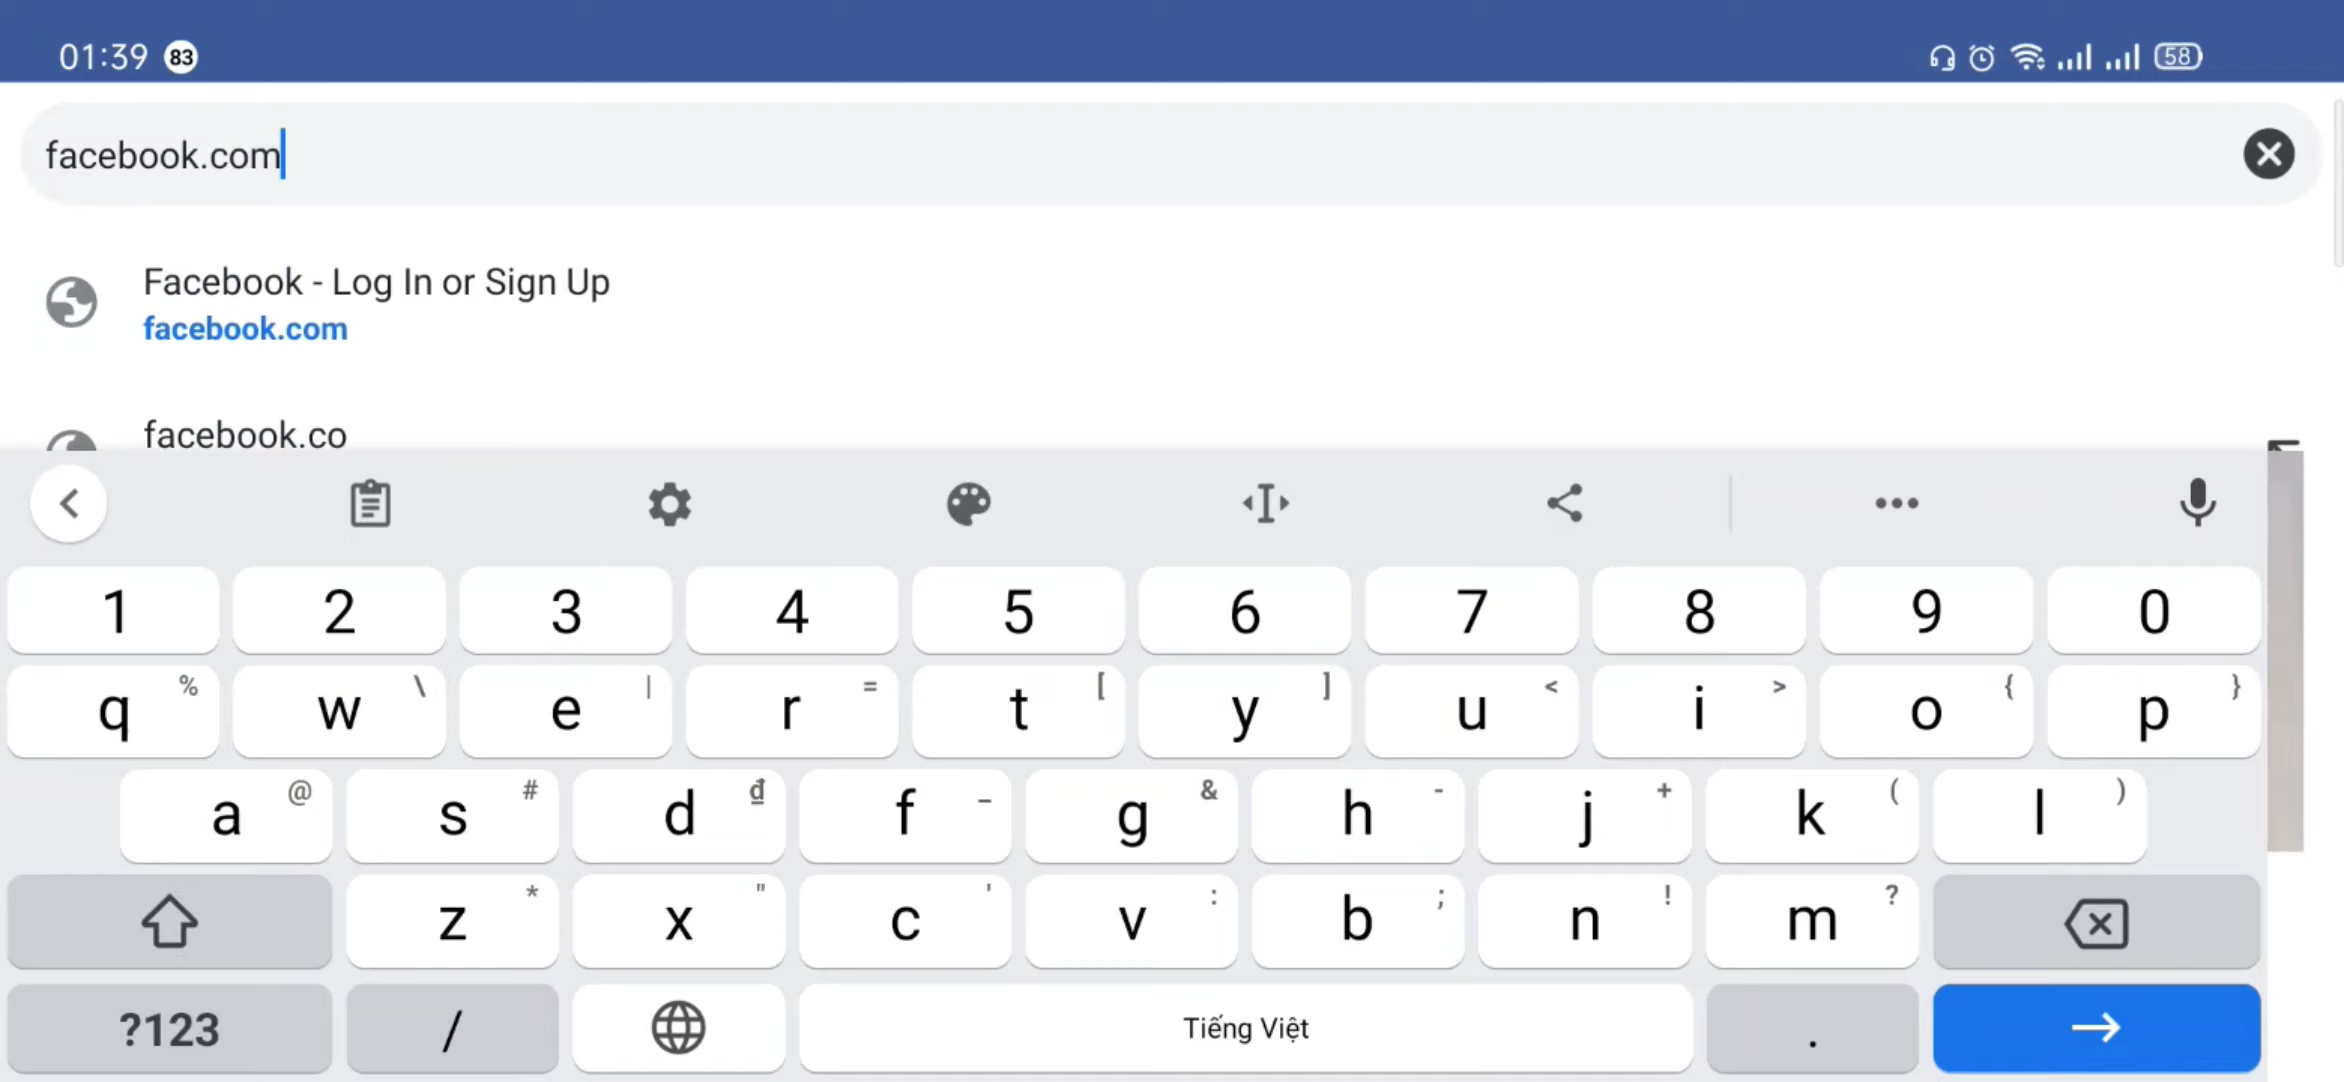 01:39 83 58
facebook.com
Facebook - Log In or Sign Up
facebook.com
facebook.co
1 2 3 4 5 6 7 8 9 0
q % w \ e | r = t [ y ] u < i > o { p }
a @ s # d ₫ f _ g & h - j + k ( l )
z * x " c ' v : b ; n ! m ?
?123 / Tiếng Việt .